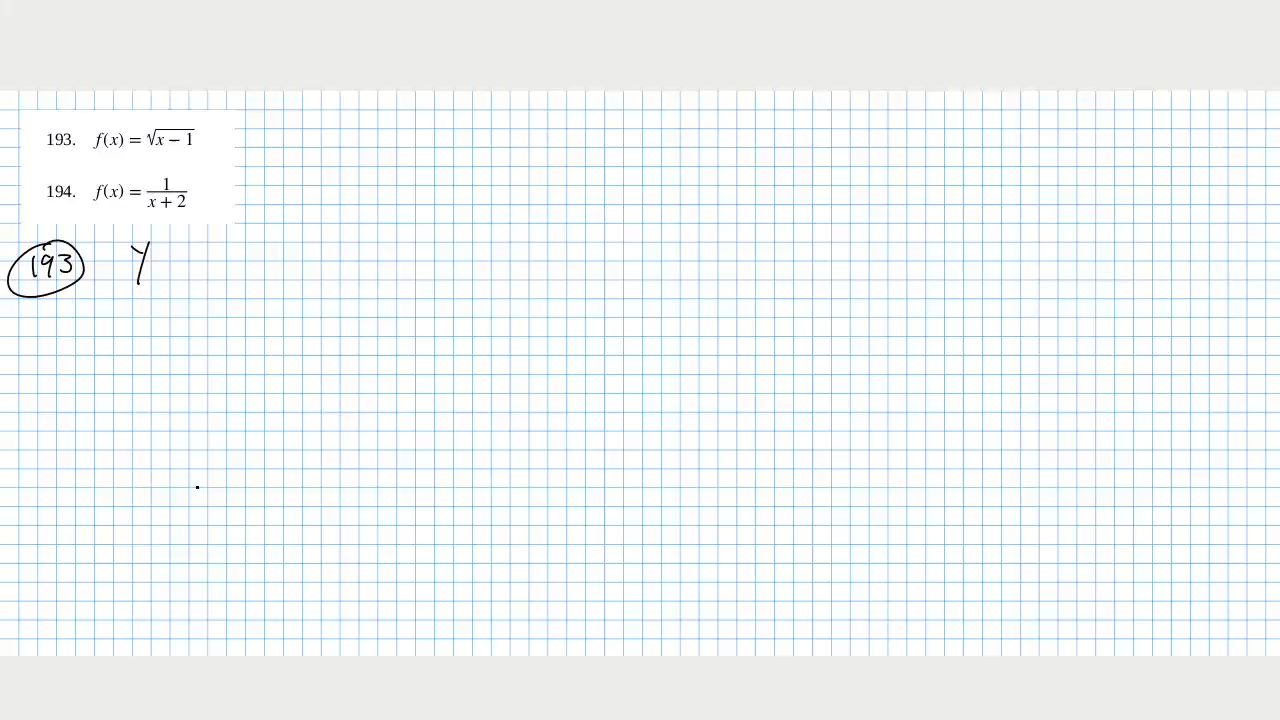 193. f(x) = √x − 1
194. f(x) = 1/(x + 2)
193 Y